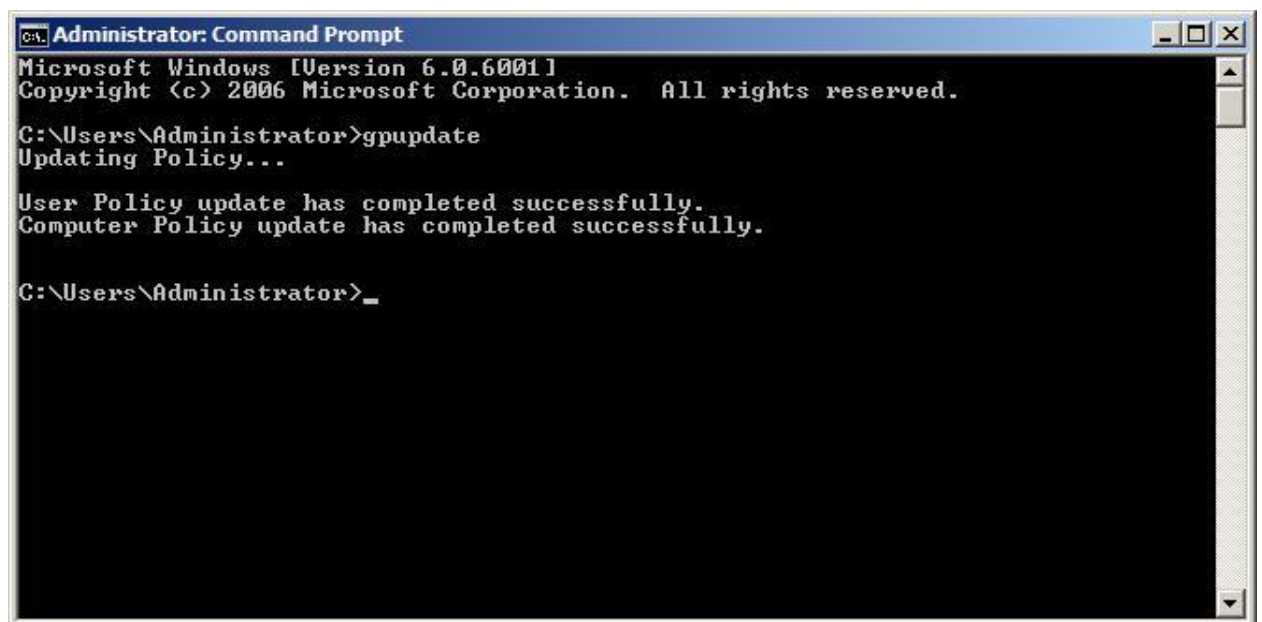 Administrator: Command Prompt
Microsoft Windows [Version 6.0.6001]
Copyright (c) 2006 Microsoft Corporation.  All rights reserved.
C:\Users\Administrator>gpupdate
Updating Policy...
User Policy update has completed successfully.
Computer Policy update has completed successfully.
C:\Users\Administrator>_